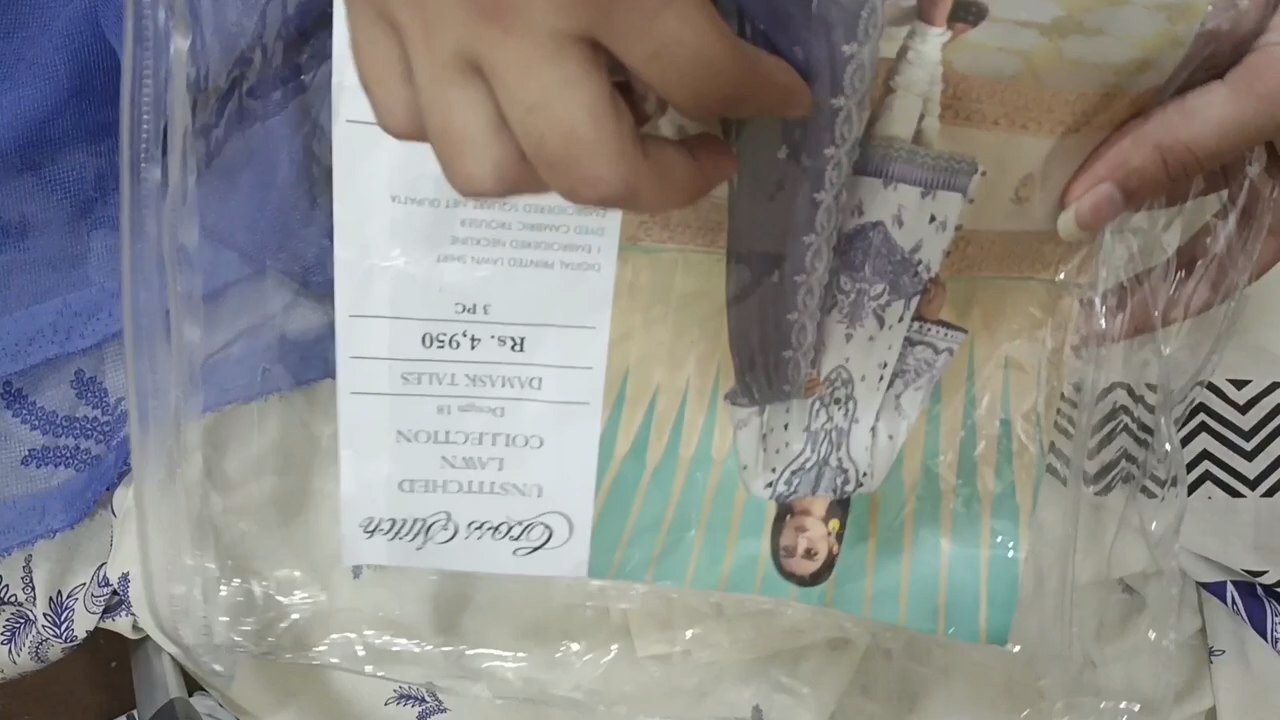 Cross Stitch
UNSTITCHED
LAWN
COLLECTION
Design 18
DAMASK TALES
Rs. 4,950
3 PC
DIGITAL PRINTED LAWN SHIRT
1 EMBROIDERED NECKLINE
DYED CAMBRIC TROUSER
EMBROIDERED SQUARE NET DUPATTA